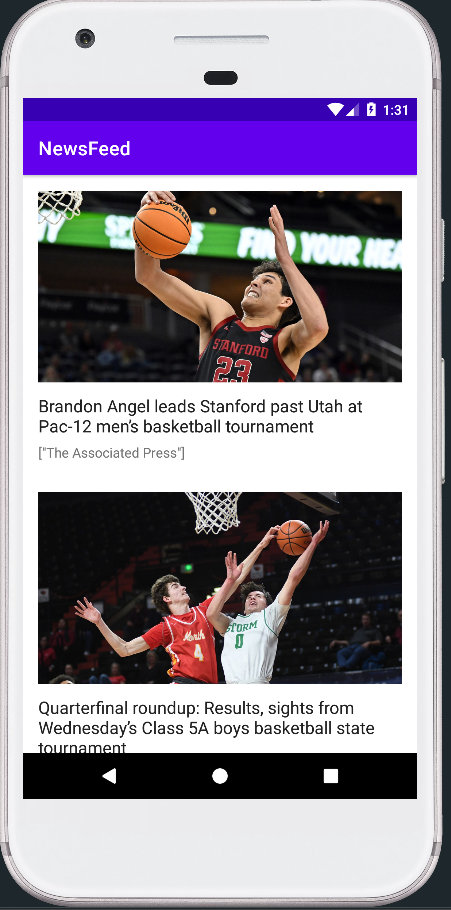 1:31
NewsFeed
FIND YOUR HEA
STANFORD
23
Brandon Angel leads Stanford past Utah at
Pac-12 men's basketball tournament
["The Associated Press"]
North
4
STORM
0
Quarterfinal roundup: Results, sights from
Wednesday's Class 5A boys basketball state
tournament